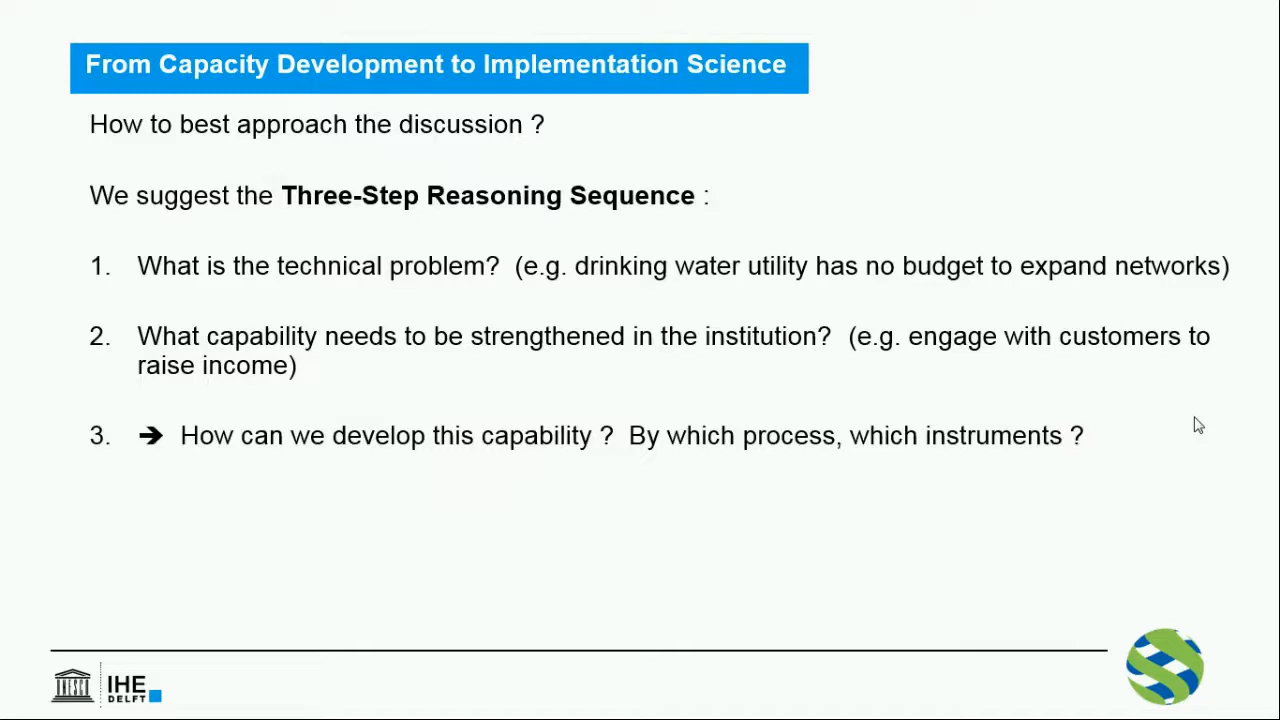 From Capacity Development to Implementation Science
How to best approach the discussion ?
We suggest the Three-Step Reasoning Sequence :
1. What is the technical problem? (e.g. drinking water utility has no budget to expand networks)
2. What capability needs to be strengthened in the institution? (e.g. engage with customers to
raise income)
3. ➔ How can we develop this capability ? By which process, which instruments ?
UNESCO
IHE
DELFT